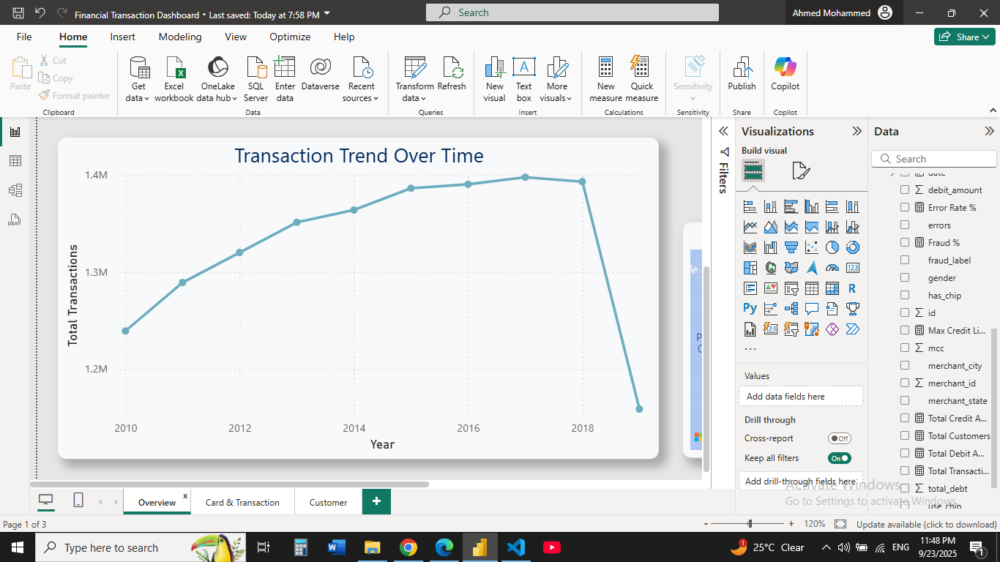 Financial Transaction Dashboard • Last saved: Today at 7:58 PM
Search
Ahmed Mohammed
File
Home
Insert
Modeling
View
Optimize
Help
Share
Paste
Cut
Copy
Format painter
Clipboard
Get data
Excel workbook
OneLake data hub
SQL Server
Enter data
Dataverse
Recent sources
Data
Transform data
Refresh
Queries
New visual
Text box
More visuals
Insert
New measure
Quick measure
Calculations
Sensitivity
Sensitivity
Publish
Share
Copilot
Copilot
Transaction Trend Over Time
1.4M
1.3M
1.2M
Total Transactions
2010
2012
2014
2016
2018
Year
Filters
Visualizations
Build visual
Values
Add data fields here
Drill through
Cross-report
Off
Keep all filters
On
Add drill-through fields here
Data
Search
date
debit_amount
Error Rate %
errors
Fraud %
fraud_label
gender
has_chip
id
Max Credit Li...
mcc
merchant_city
merchant_id
merchant_state
Total Credit A...
Total Customers
Total Debit A...
Total Transacti...
total_debt
use_chip
Activate Windows
Go to Settings to activate Windows.
Overview
x
Card & Transaction
Customer
+
Page 1 of 3
- + 120%
Update available (click to download)
Type here to search
1
25°C Clear
ENG
11:48 PM
9/23/2025
1